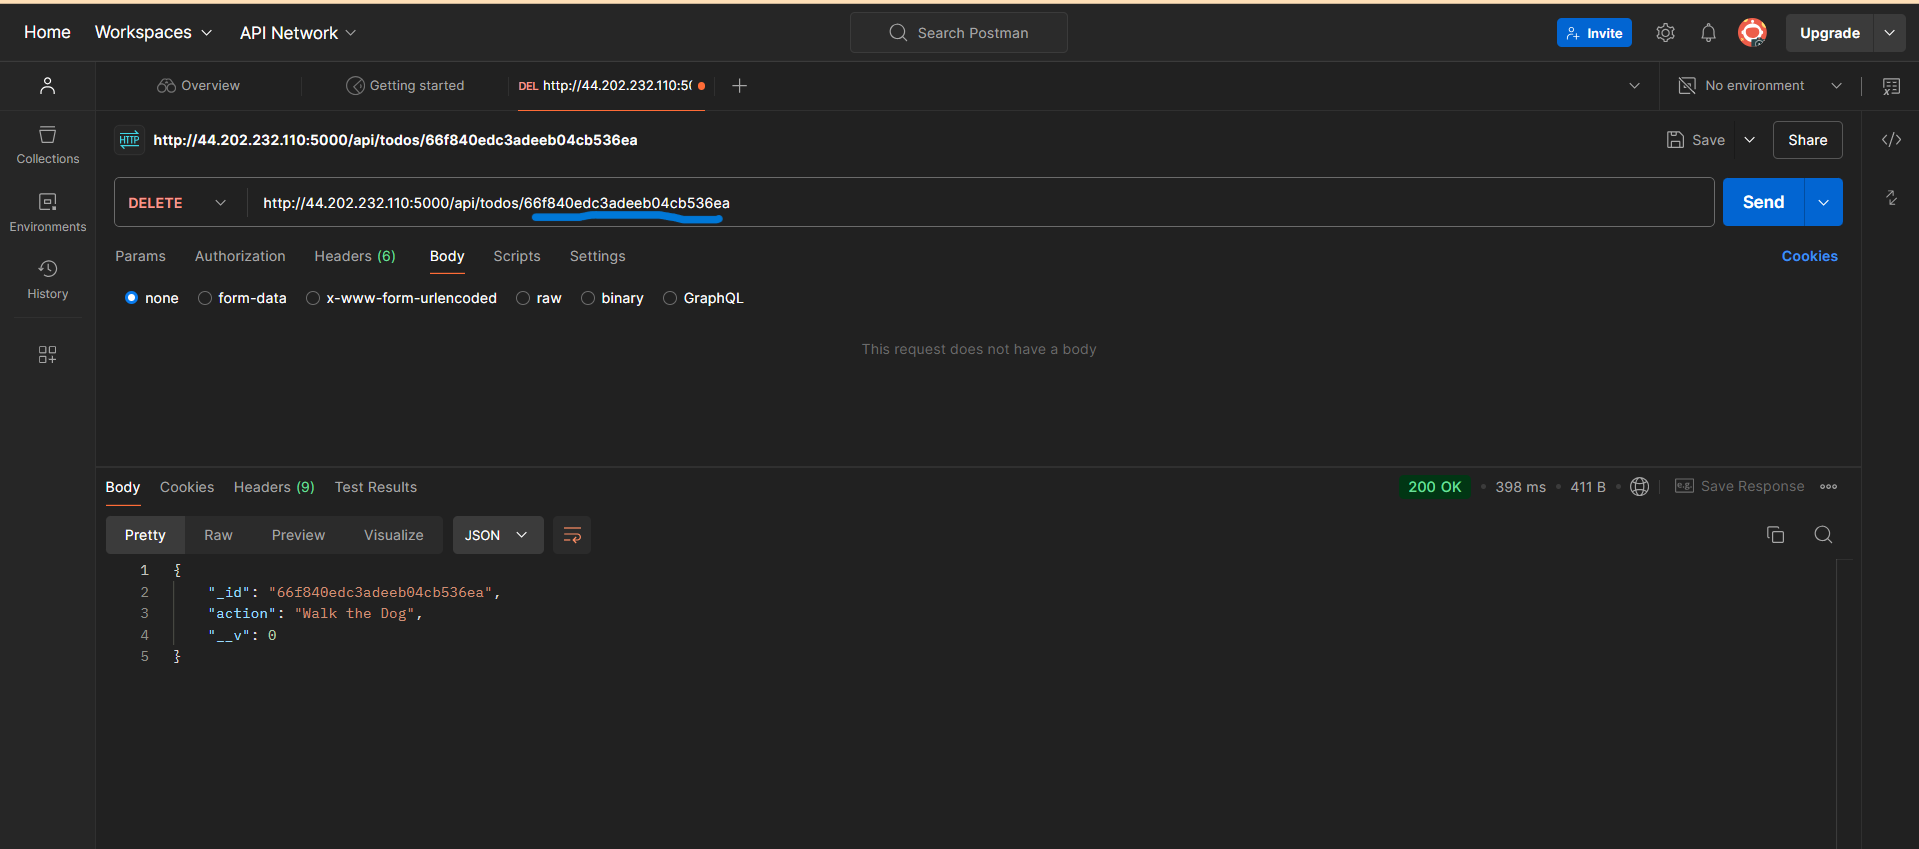 Home Workspaces API Network Search Postman Invite Upgrade
Overview Getting started DEL http://44.202.232.110:50 No environment
HTTP http://44.202.232.110:5000/api/todos/66f840edc3adeeb04cb536ea Save Share
Collections
DELETE http://44.202.232.110:5000/api/todos/66f840edc3adeeb04cb536ea Send
Environments
Params Authorization Headers (6) Body Scripts Settings Cookies
History
none form-data x-www-form-urlencoded raw binary GraphQL
This request does not have a body
Body Cookies Headers (9) Test Results 200 OK • 398 ms • 411 B • e.g. Save Response
Pretty Raw Preview Visualize JSON
1 {
2 "_id": "66f840edc3adeeb04cb536ea",
3 "action": "Walk the Dog",
4 "__v": 0
5 }